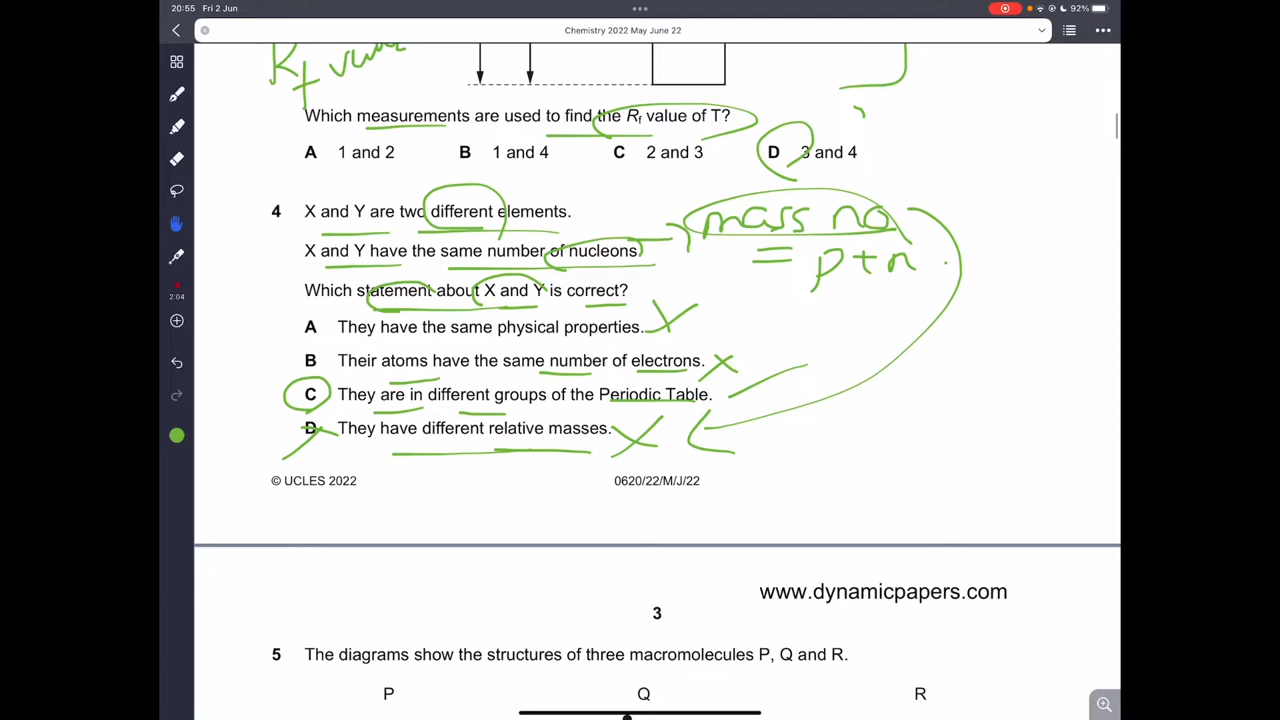 20:55 Fri 2 Jun
92%
Chemistry 2022 May June 22
Rf value
Which measurements are used to find the Rf value of T?
A 1 and 2 B 1 and 4 C 2 and 3 D 3 and 4
4 X and Y are two different elements.
mass no
X and Y have the same number of nucleons.
= p+n
Which statement about X and Y is correct?
2:04
A They have the same physical properties.
B Their atoms have the same number of electrons.
C They are in different groups of the Periodic Table.
D They have different relative masses.
© UCLES 2022 0620/22/M/J/22
www.dynamicpapers.com
3
5 The diagrams show the structures of three macromolecules P, Q and R.
P Q R